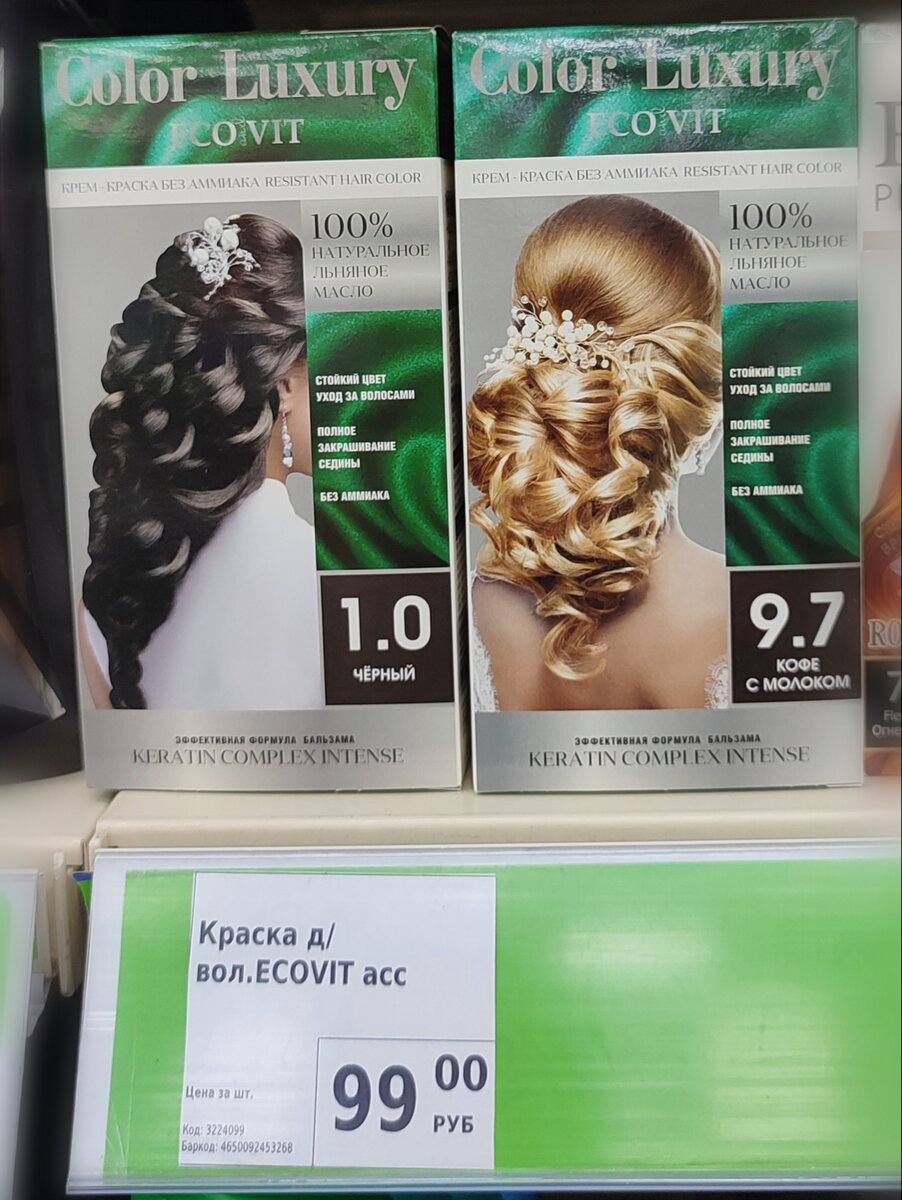 Color Luxury
ECOVIT
КРЕМ - КРАСКА БЕЗ АММИАКА RESISTANT HAIR COLOR
100%
НАТУРАЛЬНОЕ
ЛЬНЯНОЕ
МАСЛО
СТОЙКИЙ ЦВЕТ
УХОД ЗА ВОЛОСАМИ
ПОЛНОЕ
ЗАКРАШИВАНИЕ
СЕДИНЫ
БЕЗ АММИАКА
1.0
ЧЁРНЫЙ
ЭФФЕКТИВНАЯ ФОРМУЛА БАЛЬЗАМА
KERATIN COMPLEX INTENSE
Color Luxury
ECOVIT
КРЕМ - КРАСКА БЕЗ АММИАКА RESISTANT HAIR COLOR
100%
НАТУРАЛЬНОЕ
ЛЬНЯНОЕ
МАСЛО
СТОЙКИЙ ЦВЕТ
УХОД ЗА ВОЛОСАМИ
ПОЛНОЕ
ЗАКРАШИВАНИЕ
СЕДИНЫ
БЕЗ АММИАКА
9.7
КОФЕ
С МОЛОКОМ
ЭФФЕКТИВНАЯ ФОРМУЛА БАЛЬЗАМА
KERATIN COMPLEX INTENSE
Краска д/
вол.ECOVIT асс
Цена за шт.
99 00
РУБ
Код: 3224099
Баркод: 4650092453268